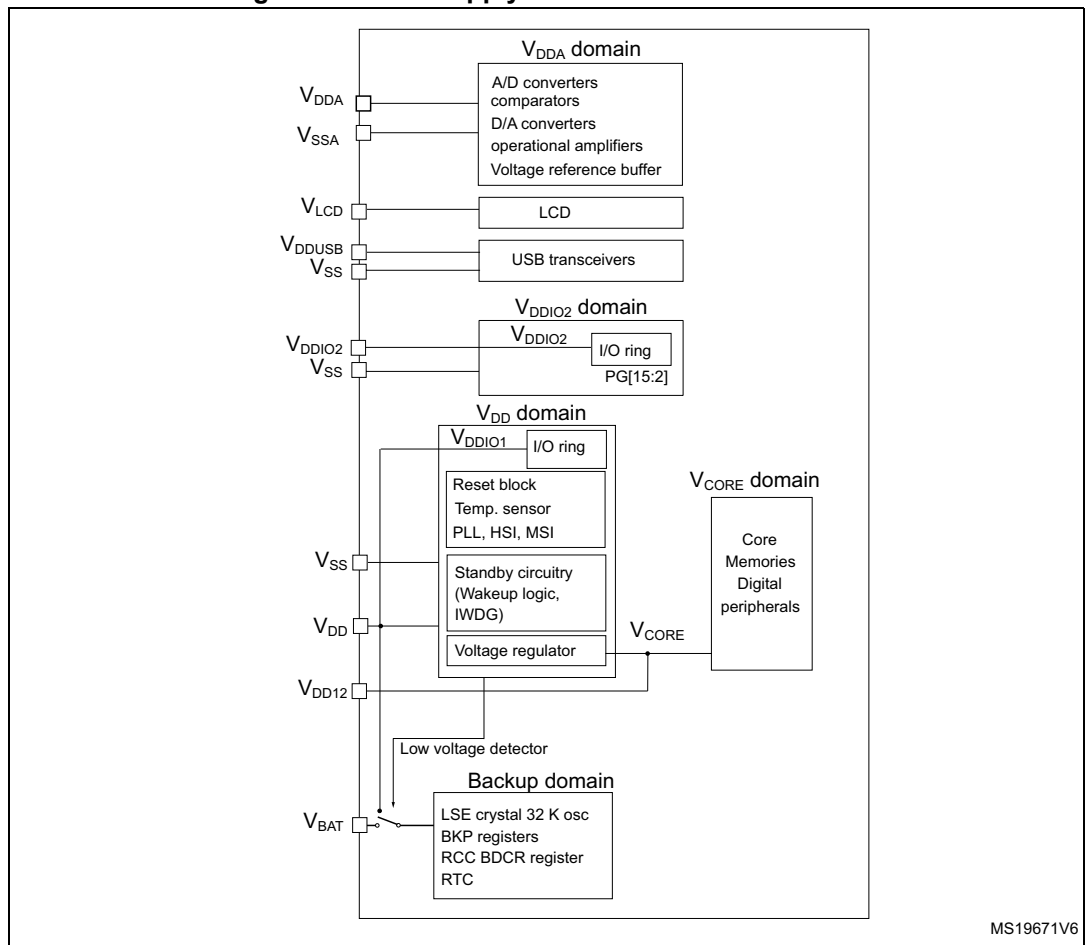 V_DDA domain
A/D converters
comparators
D/A converters
operational amplifiers
Voltage reference buffer
V_DDA
V_SSA
V_LCD
LCD
V_DDUSB
V_SS
USB transceivers
V_DDIO2 domain
V_DDIO2
V_SS
V_DDIO2
I/O ring
PG[15:2]
V_DD domain
V_DDIO1
I/O ring
Reset block
Temp. sensor
PLL, HSI, MSI
V_SS
Standby circuitry
(Wakeup logic,
IWDG)
V_DD
Voltage regulator
V_CORE
V_CORE domain
Core
Memories
Digital
peripherals
V_DD12
Low voltage detector
Backup domain
V_BAT
LSE crystal 32 K osc
BKP registers
RCC BDCR register
RTC
MS19671V6